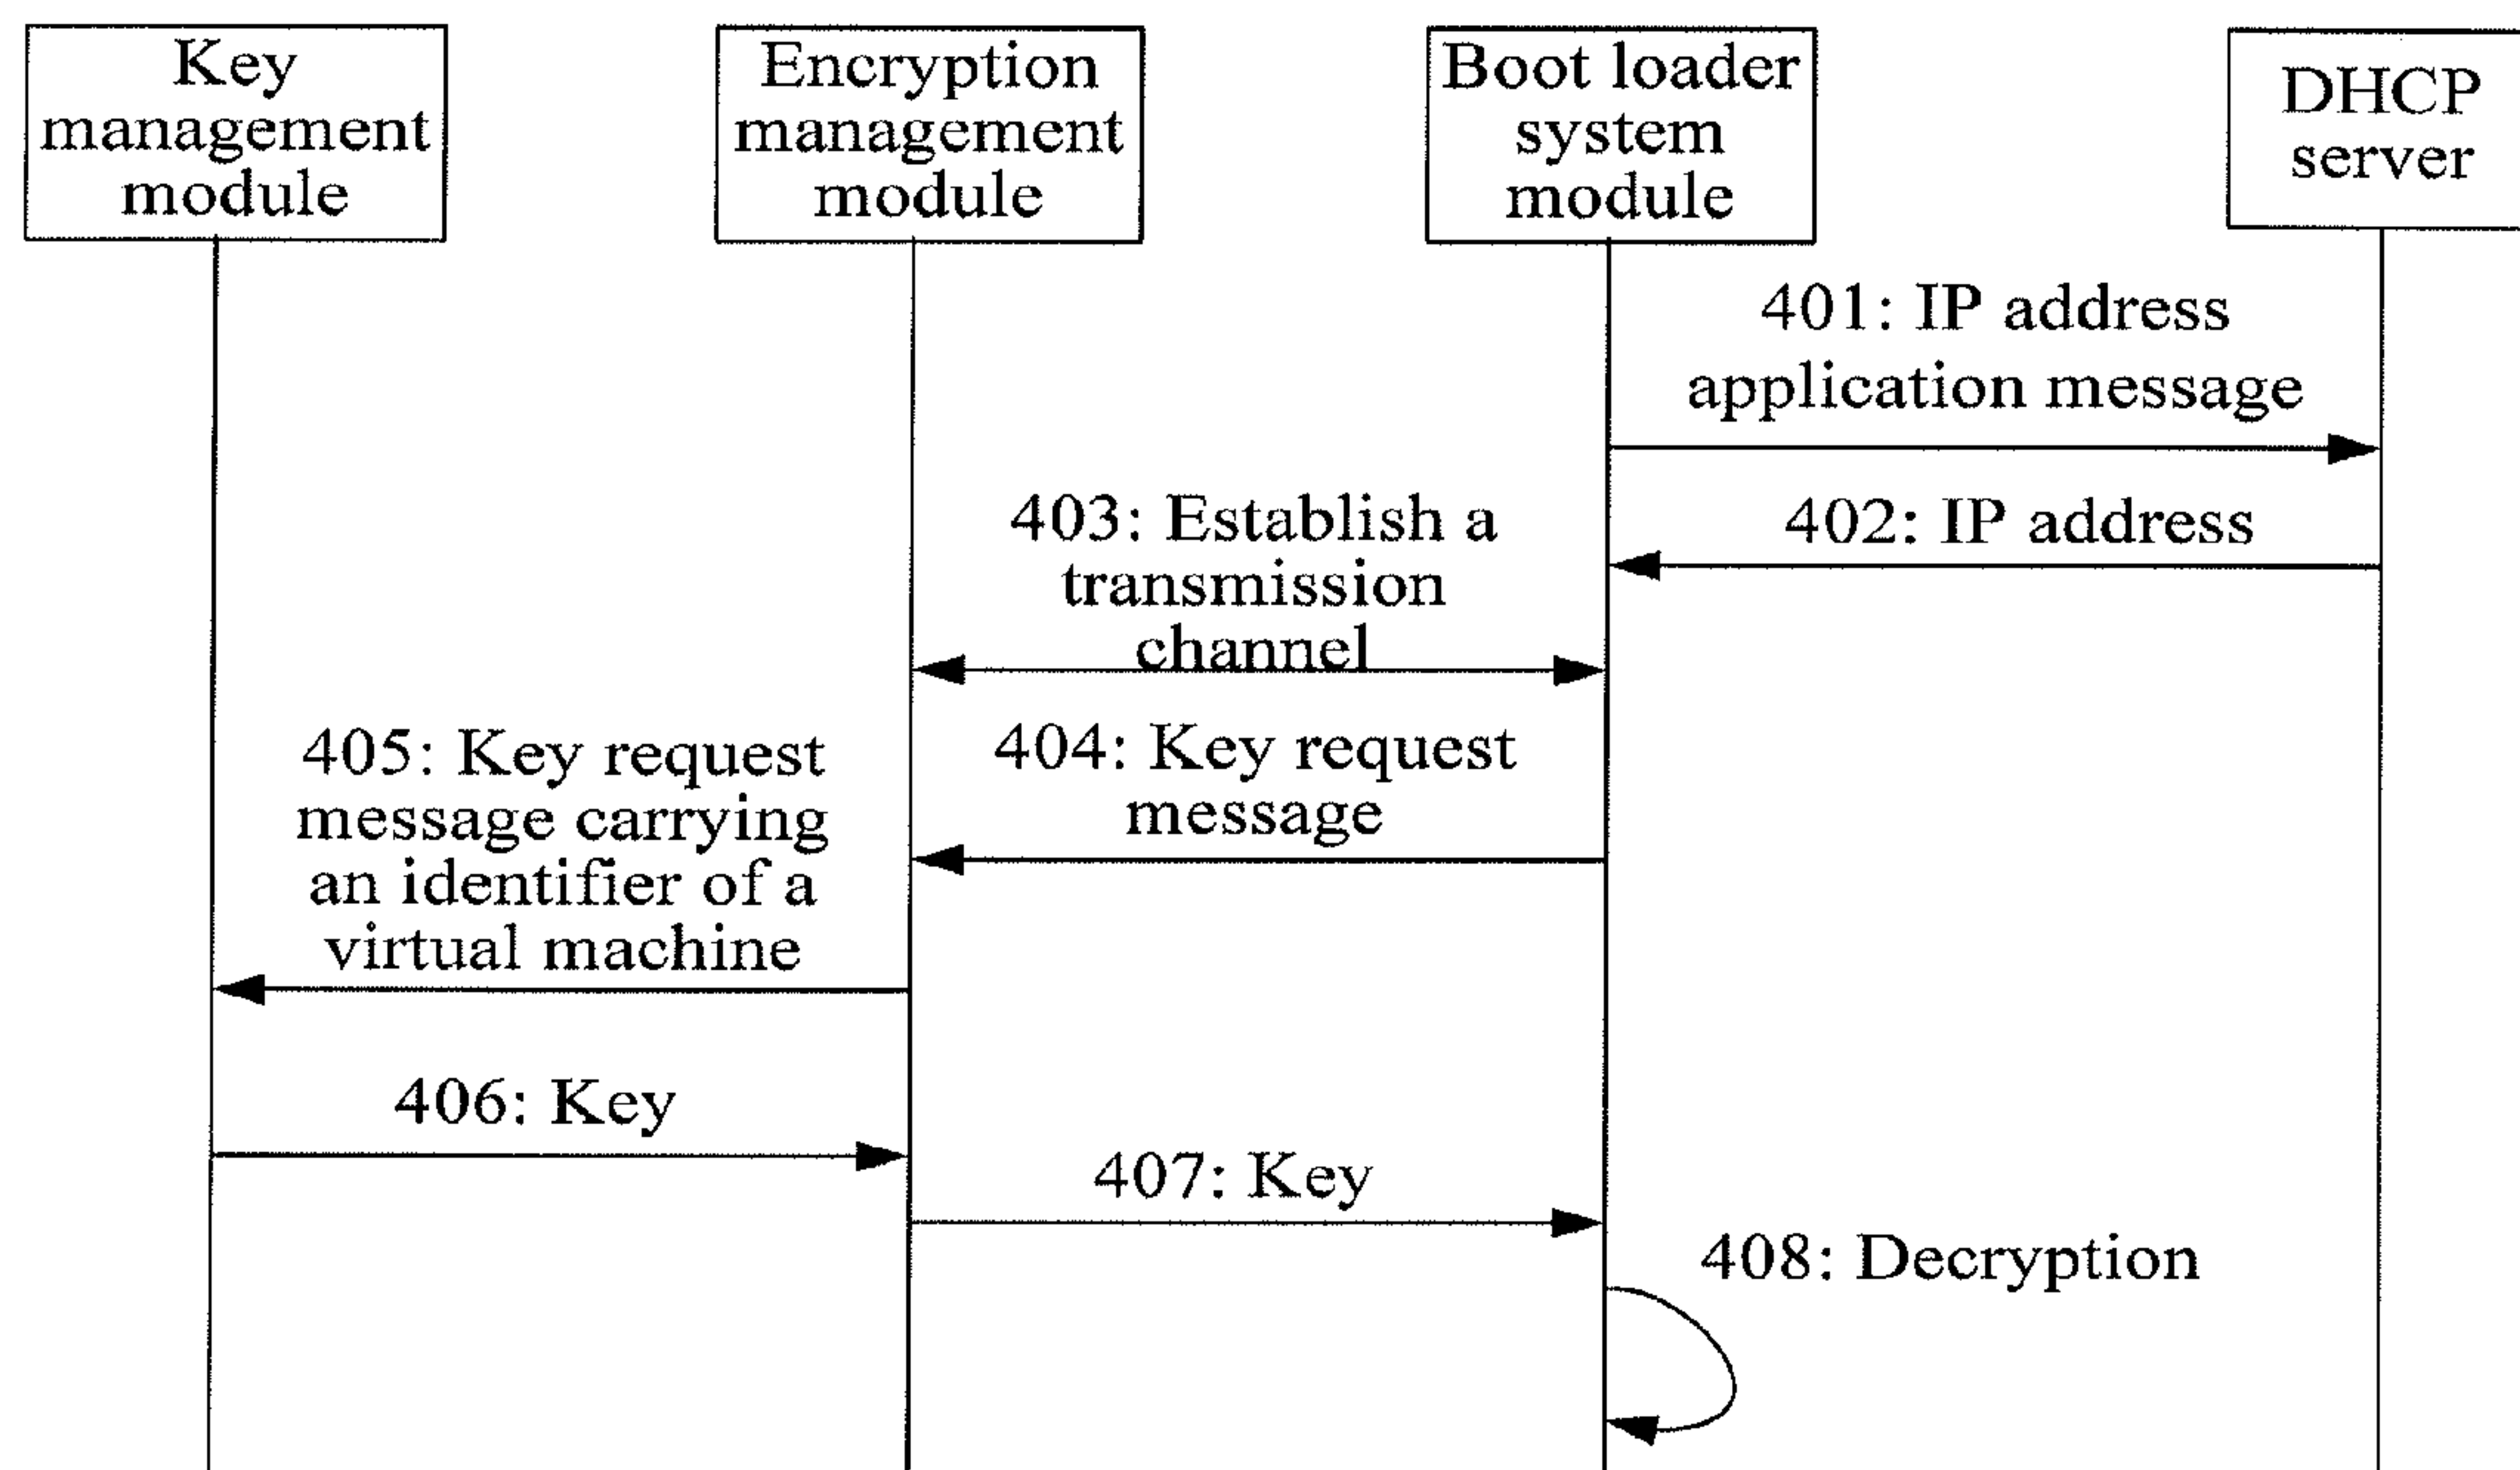 Key
management
module
Encryption
management
module
Boot loader
system
module
DHCP
server
401: IP address
application message
402: IP address
403: Establish a
transmission
channel
404: Key request
message
405: Key request
message carrying
an identifier of a
virtual machine
406: Key
407: Key
408: Decryption